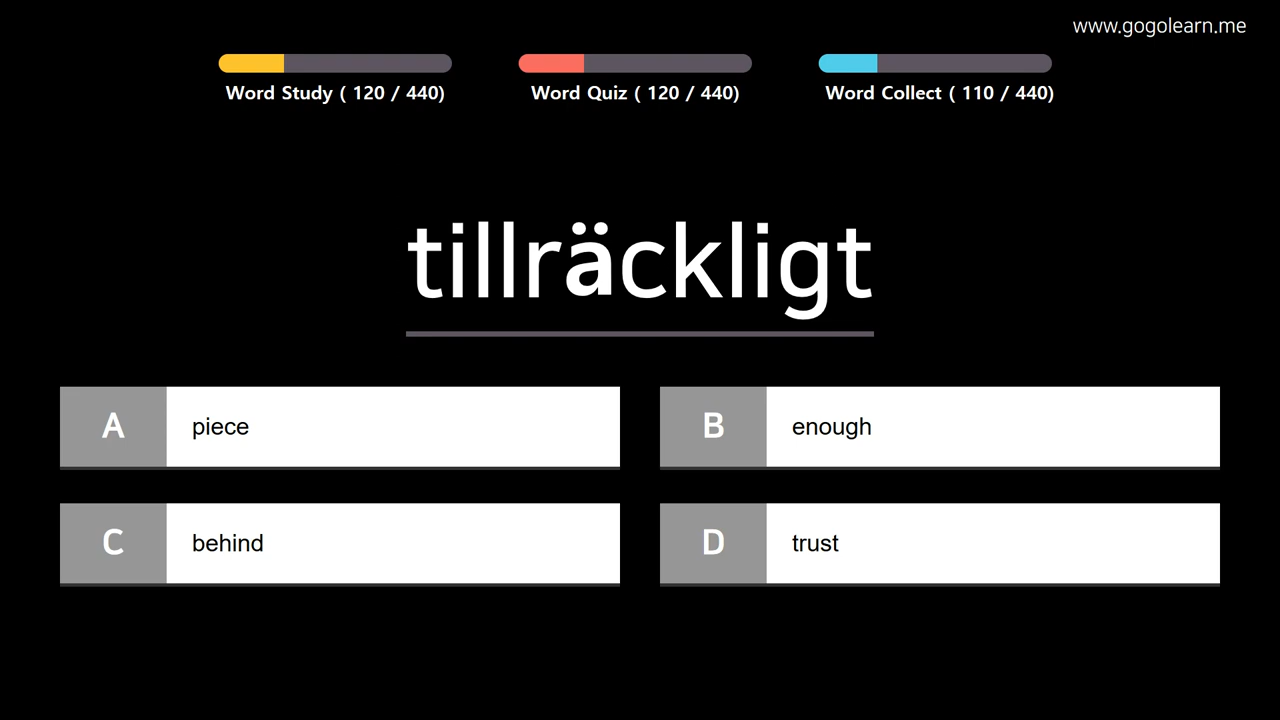 www.gogolearn.me
Word Study ( 120 / 440)
Word Quiz ( 120 / 440)
Word Collect ( 110 / 440)
tillräckligt
A piece
B enough
C behind
D trust